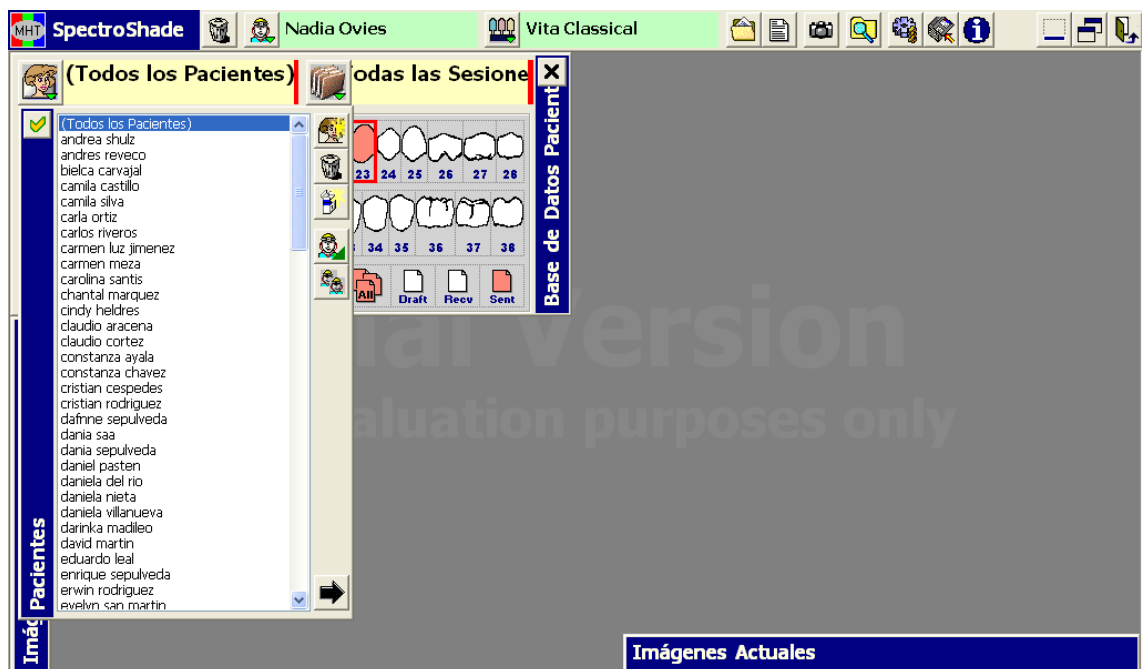 MHT SpectroShade Nadia Ovies Vita Classical
(Todos los Pacientes) Todas las Sesione
(Todos los Pacientes)
andrea shulz
andres reveco
bielca carvajal
camila castillo
camila silva
carla ortiz
carlos riveros
carmen luz jimenez
carmen meza
carolina santis
chantal marquez
cindy heldres
claudio aracena
claudio cortez
constanza ayala
constanza chavez
cristian cespedes
cristian rodriguez
dafnne sepulveda
dania saa
dania sepulveda
daniel pasten
daniela del rio
daniela nieta
daniela villanueva
darinka madileo
david martin
eduardo leal
enrique sepulveda
erwin rodriguez
evelyn san martin
Pacientes
Imág
23 24 25 26 27 28
34 35 36 37 38
All Draft Recv Sent
Base de Datos Pacient
ial Version
aluation purposes only
Imágenes Actuales